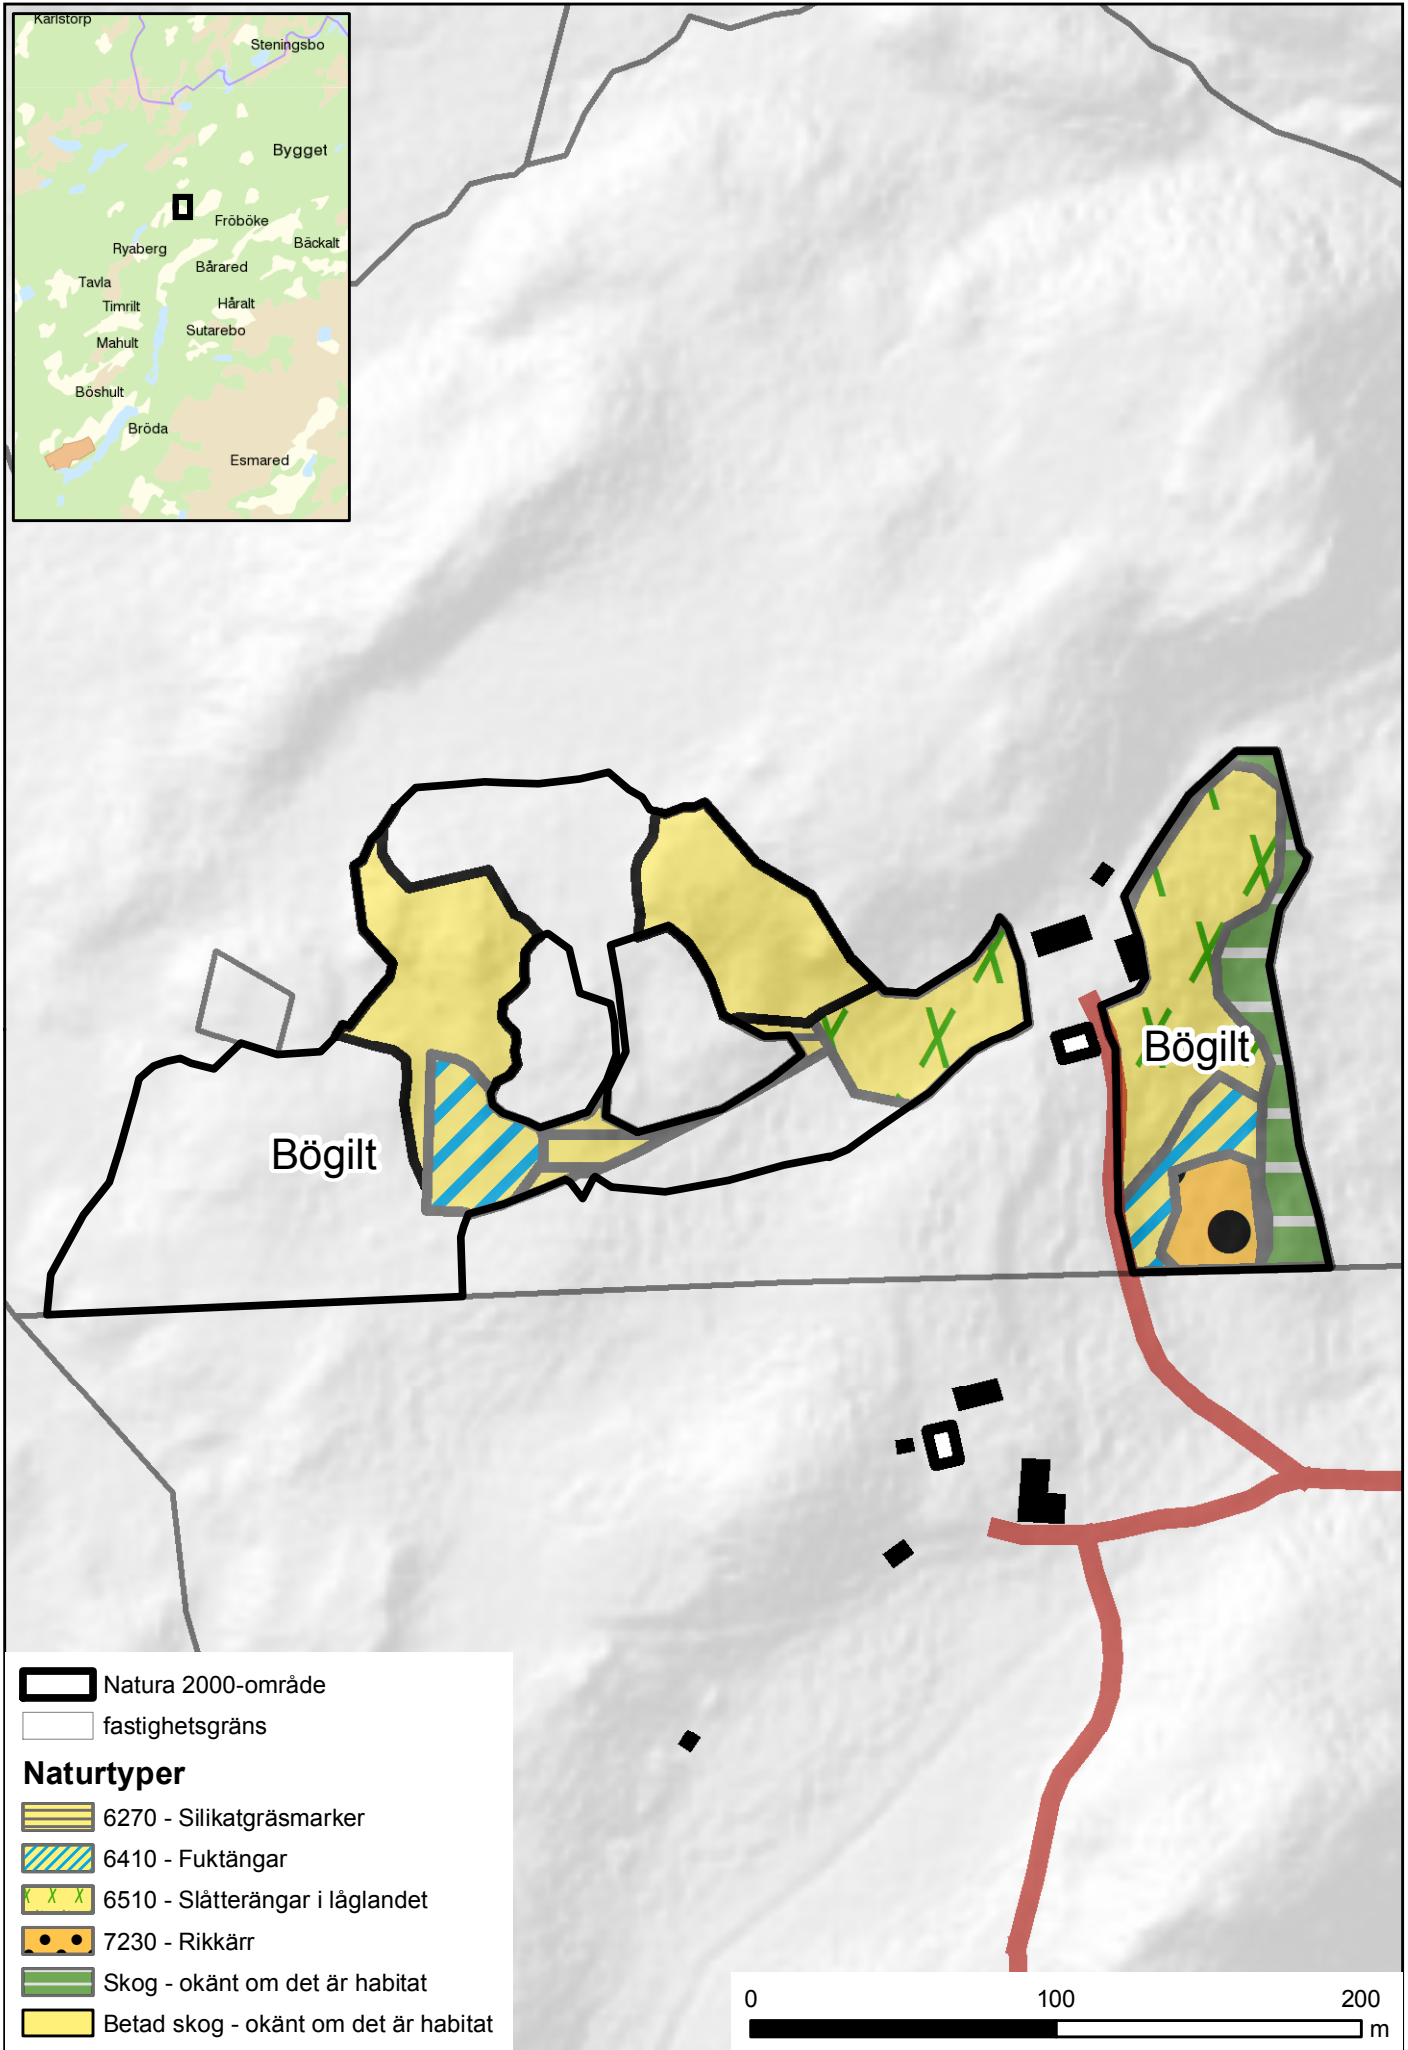 Karlstorp
Steningsbo
Bygget
Fröböke
Ryaberg
Bäckalt
Bårared
Tavla
Timrilt
Håralt
Sutarebo
Mahult
Böshult
Bröda
Esmared
Bögilt
Bögilt
Natura 2000-område
fastighetsgräns
Naturtyper
6270 - Silikatgräsmarker
6410 - Fuktängar
6510 - Slåtterängar i låglandet
7230 - Rikkärr
Skog - okänt om det är habitat
Betad skog - okänt om det är habitat
0 100 200
m